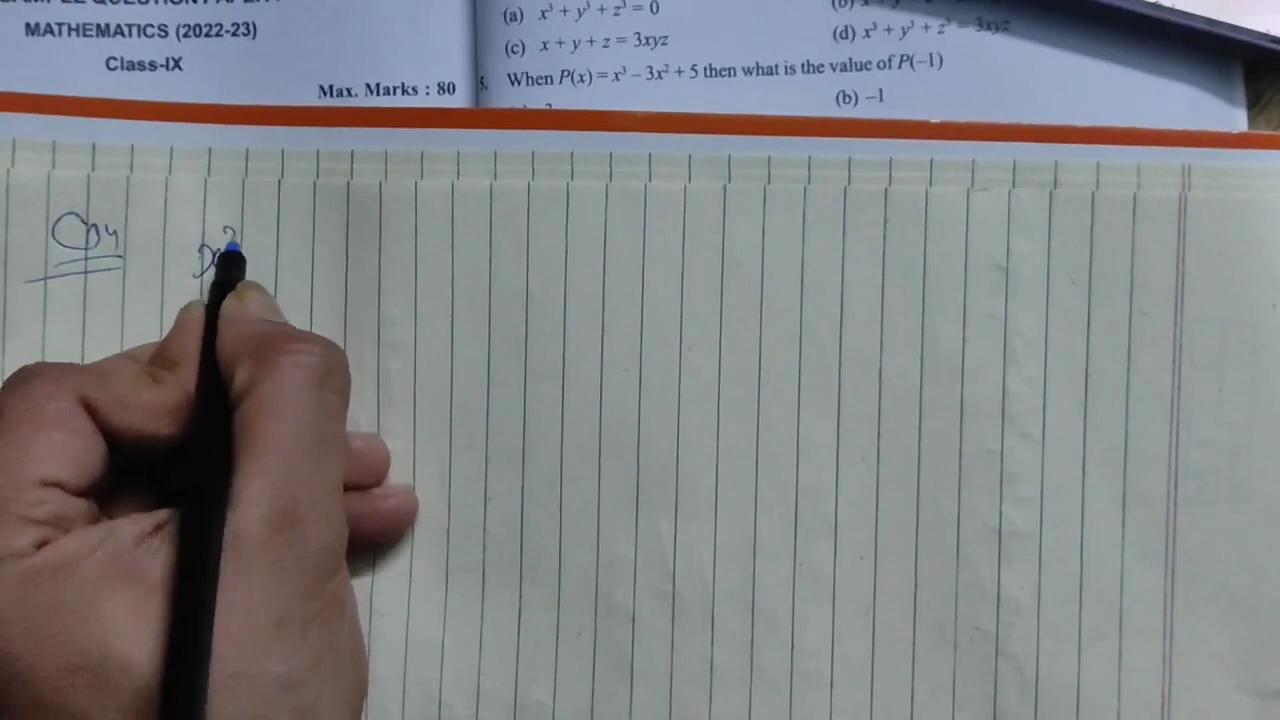 MATHEMATICS (2022-23)
Class-IX
Max. Marks : 80
(a) x³ + y³ + z³ = 0
(c) x + y + z = 3xyz
(d) x³ + y³ + z³ = 3xyz
5. When P(x) = x³ – 3x² + 5 then what is the value of P(–1)
(b) –1